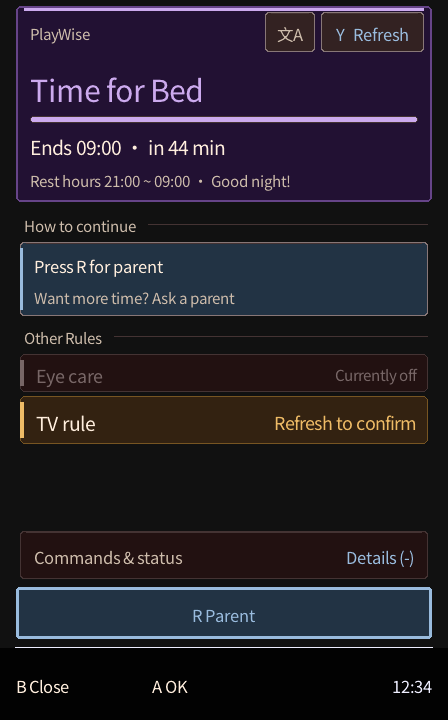 PlayWise
文A
Y Refresh
Time for Bed
Ends 09:00 · in 44 min
Rest hours 21:00 ~ 09:00 · Good night!
How to continue
Press R for parent
Want more time? Ask a parent
Other Rules
Eye care
Currently off
TV rule
Refresh to confirm
Commands & status
Details (-)
R Parent
B Close
A OK
12:34